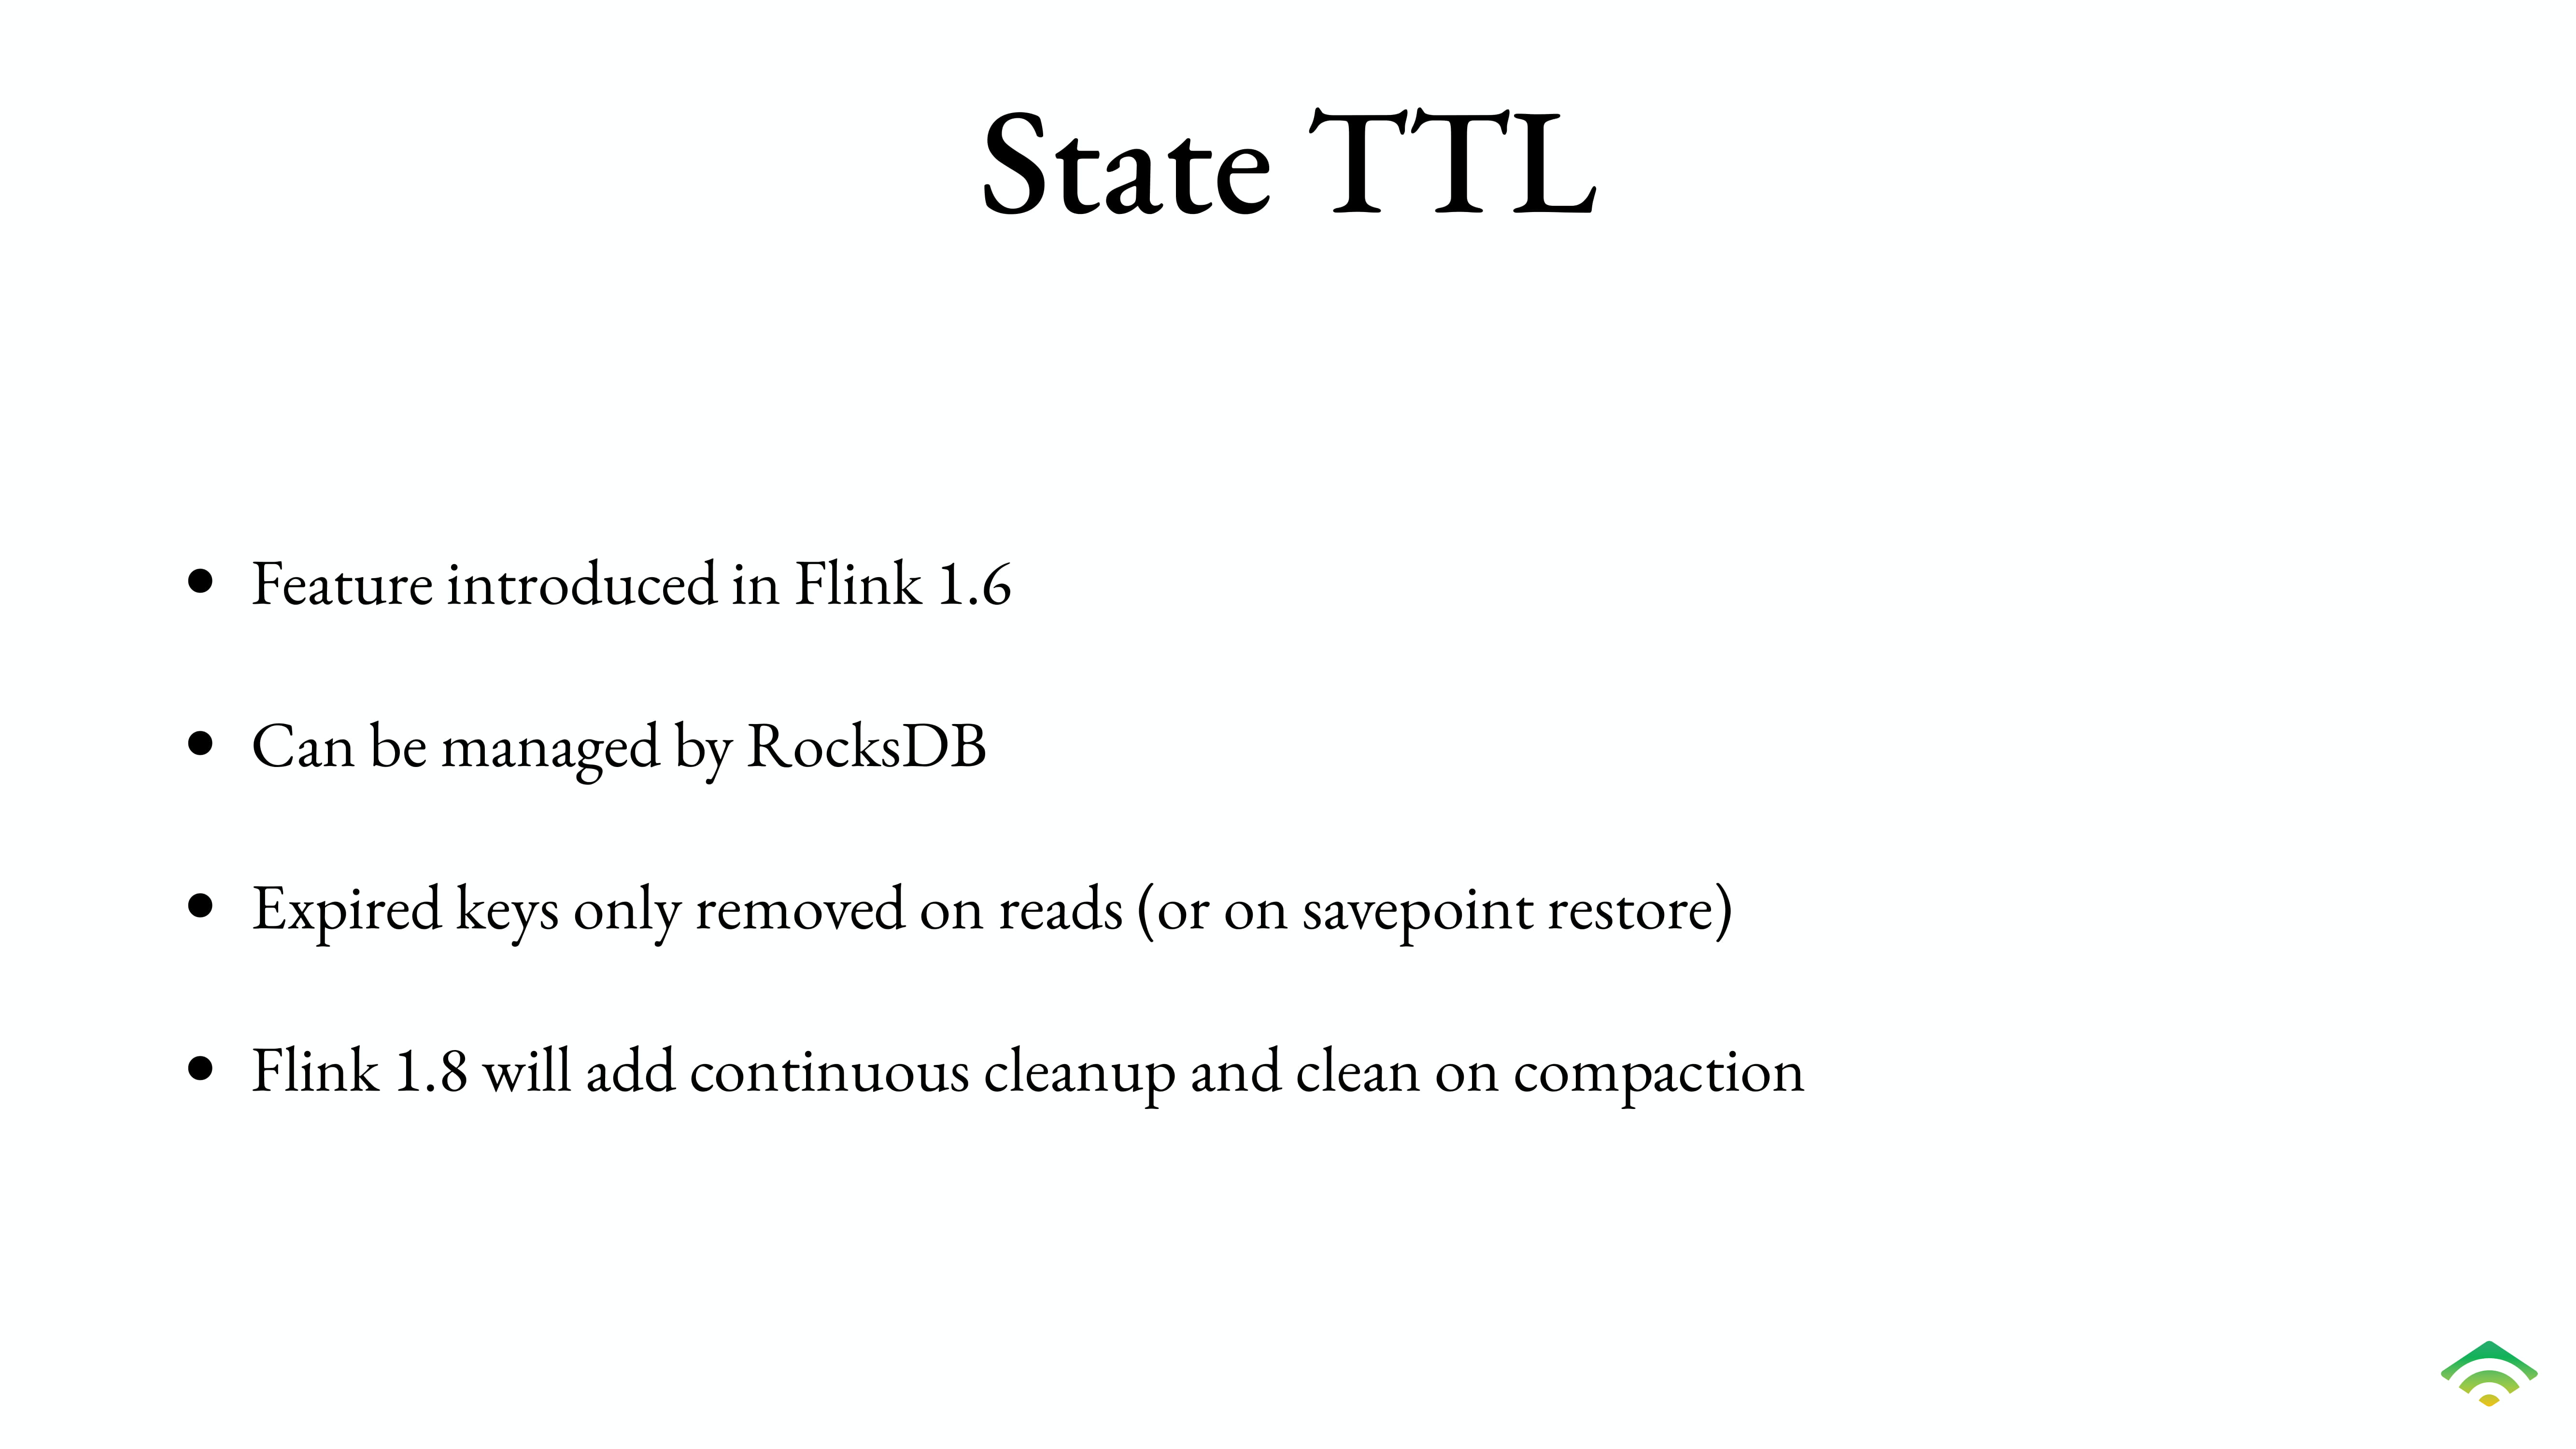 State TTL
• Feature introduced in Flink 1.6
• Can be managed by RocksDB
• Expired keys only removed on reads (or on savepoint restore)
• Flink 1.8 will add continuous cleanup and clean on compaction